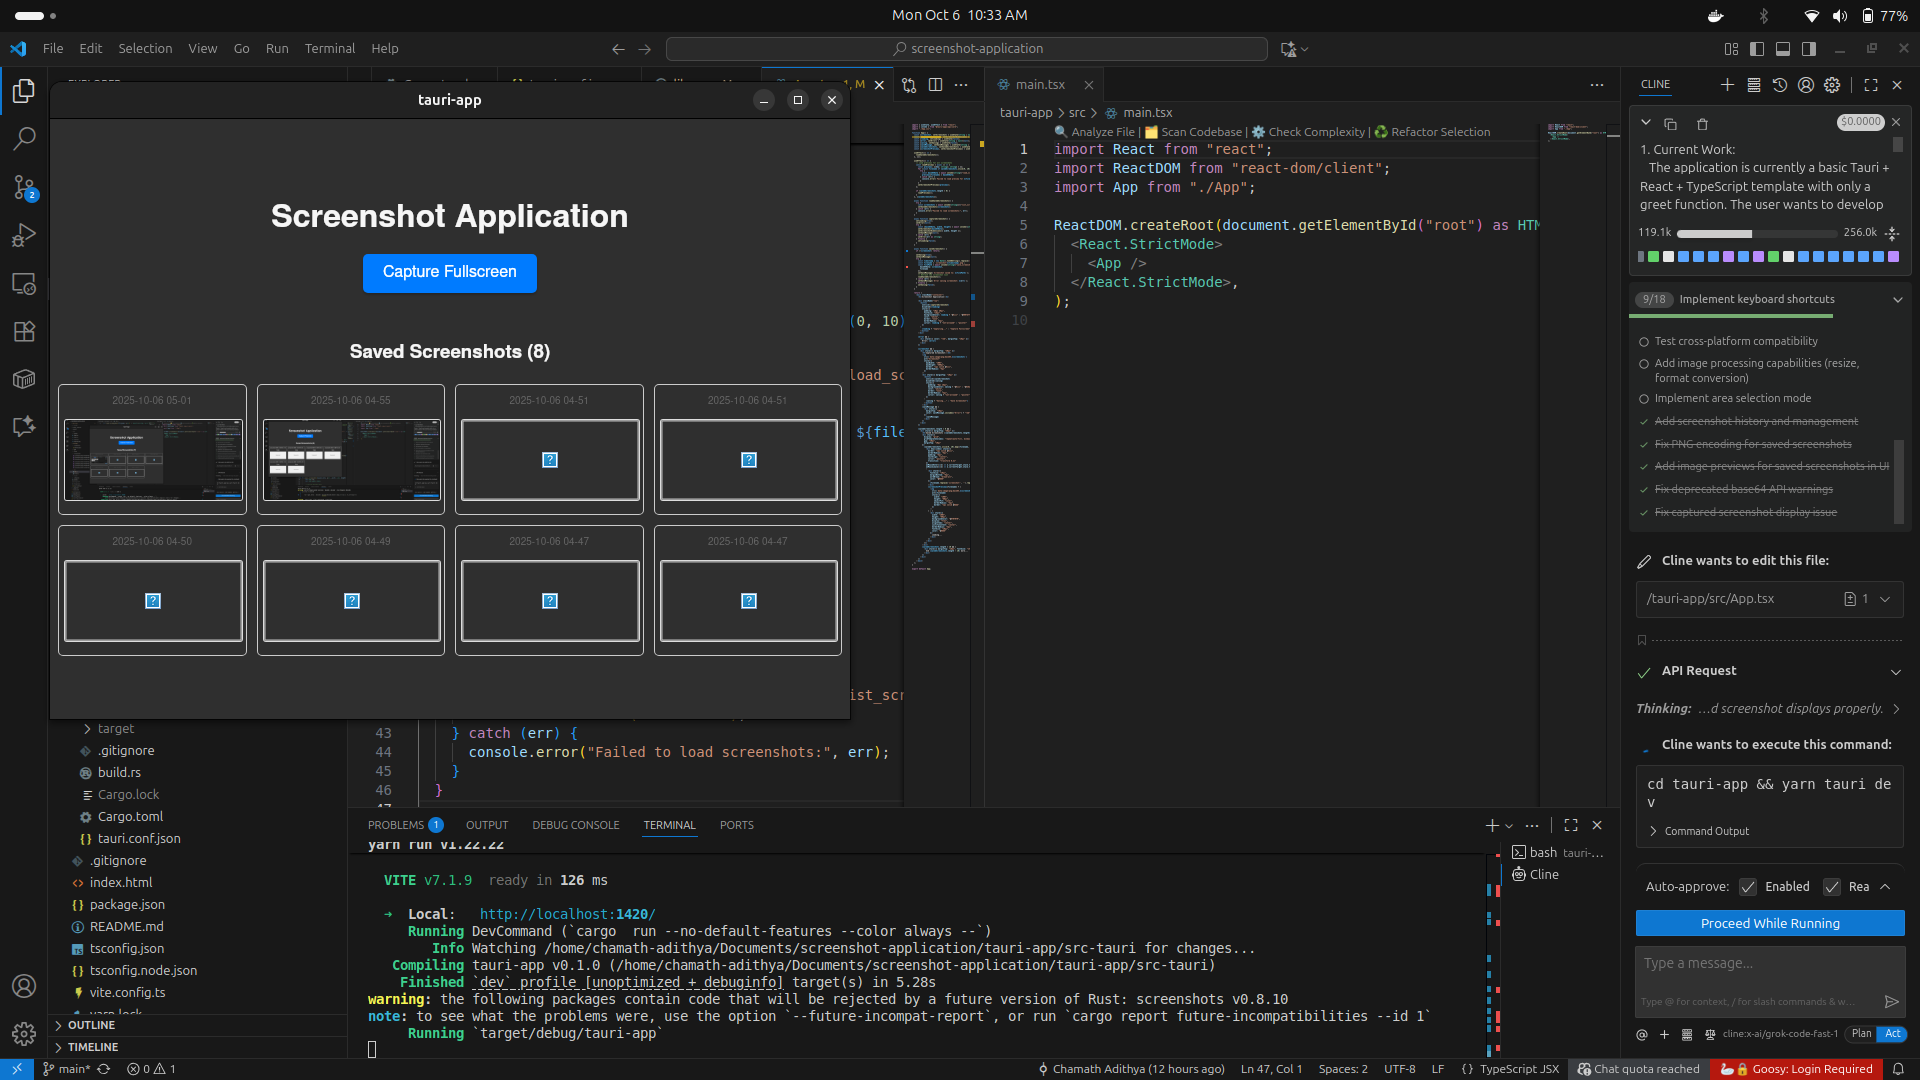 Mon Oct 6 10:33 AM
77%
File Edit Selection View Go Run Terminal Help
screenshot-application
tauri-app
Screenshot Application
Capture Fullscreen
Saved Screenshots (8)
2025-10-06 05-01
2025-10-06 04-55
2025-10-06 04-51
2025-10-06 04-51
2025-10-06 04-50
2025-10-06 04-49
2025-10-06 04-47
2025-10-06 04-47
target
.gitignore
build.rs
Cargo.lock
Cargo.toml
tauri.conf.json
.gitignore
index.html
package.json
README.md
tsconfig.json
tsconfig.node.json
vite.config.ts
yarn.lock
OUTLINE
TIMELINE
(0, 10)
load_sc
${file
ist_scr
43 } catch (err) {
44 console.error("Failed to load screenshots:", err);
45 }
46 }
47
main.tsx
tauri-app > src > main.tsx
Analyze File | Scan Codebase | Check Complexity | Refactor Selection
1 import React from "react";
2 import ReactDOM from "react-dom/client";
3 import App from "./App";
4
5 ReactDOM.createRoot(document.getElementById("root") as HTM
6 <React.StrictMode>
7 <App />
8 </React.StrictMode>,
9 );
10
PROBLEMS 1 OUTPUT DEBUG CONSOLE TERMINAL PORTS
yarn run v1.22.22
VITE v7.1.9 ready in 126 ms
➜ Local: http://localhost:1420/
Running DevCommand (`cargo run --no-default-features --color always --`)
Info Watching /home/chamath-adithya/Documents/screenshot-application/tauri-app/src-tauri for changes...
Compiling tauri-app v0.1.0 (/home/chamath-adithya/Documents/screenshot-application/tauri-app/src-tauri)
Finished `dev` profile [unoptimized + debuginfo] target(s) in 5.28s
warning: the following packages contain code that will be rejected by a future version of Rust: screenshots v0.8.10
note: to see what the problems were, use the option `--future-incompat-report`, or run `cargo report future-incompatibilities --id 1`
Running `target/debug/tauri-app`
bash tauri-...
Cline
CLINE
$0.0000
1. Current Work:
The application is currently a basic Tauri +
React + TypeScript template with only a
greet function. The user wants to develop
119.1k 256.0k
9/18 Implement keyboard shortcuts
Test cross-platform compatibility
Add image processing capabilities (resize,
format conversion)
Implement area selection mode
Add screenshot history and management
Fix PNG encoding for saved screenshots
Add image previews for saved screenshots in UI
Fix deprecated base64 API warnings
Fix captured screenshot display issue
Cline wants to edit this file:
/tauri-app/src/App.tsx 1
API Request
Thinking: ...d screenshot displays properly.
Cline wants to execute this command:
cd tauri-app && yarn tauri de
v
Command Output
Auto-approve: Enabled Rea
Proceed While Running
Type a message...
Type @ for context, / for slash commands & w...
cline:x-ai/grok-code-fast-1 Plan Act
main* 0 1
Chamath Adithya (12 hours ago) Ln 47, Col 1 Spaces: 2 UTF-8 LF TypeScript JSX Chat quota reached Goosy: Login Required